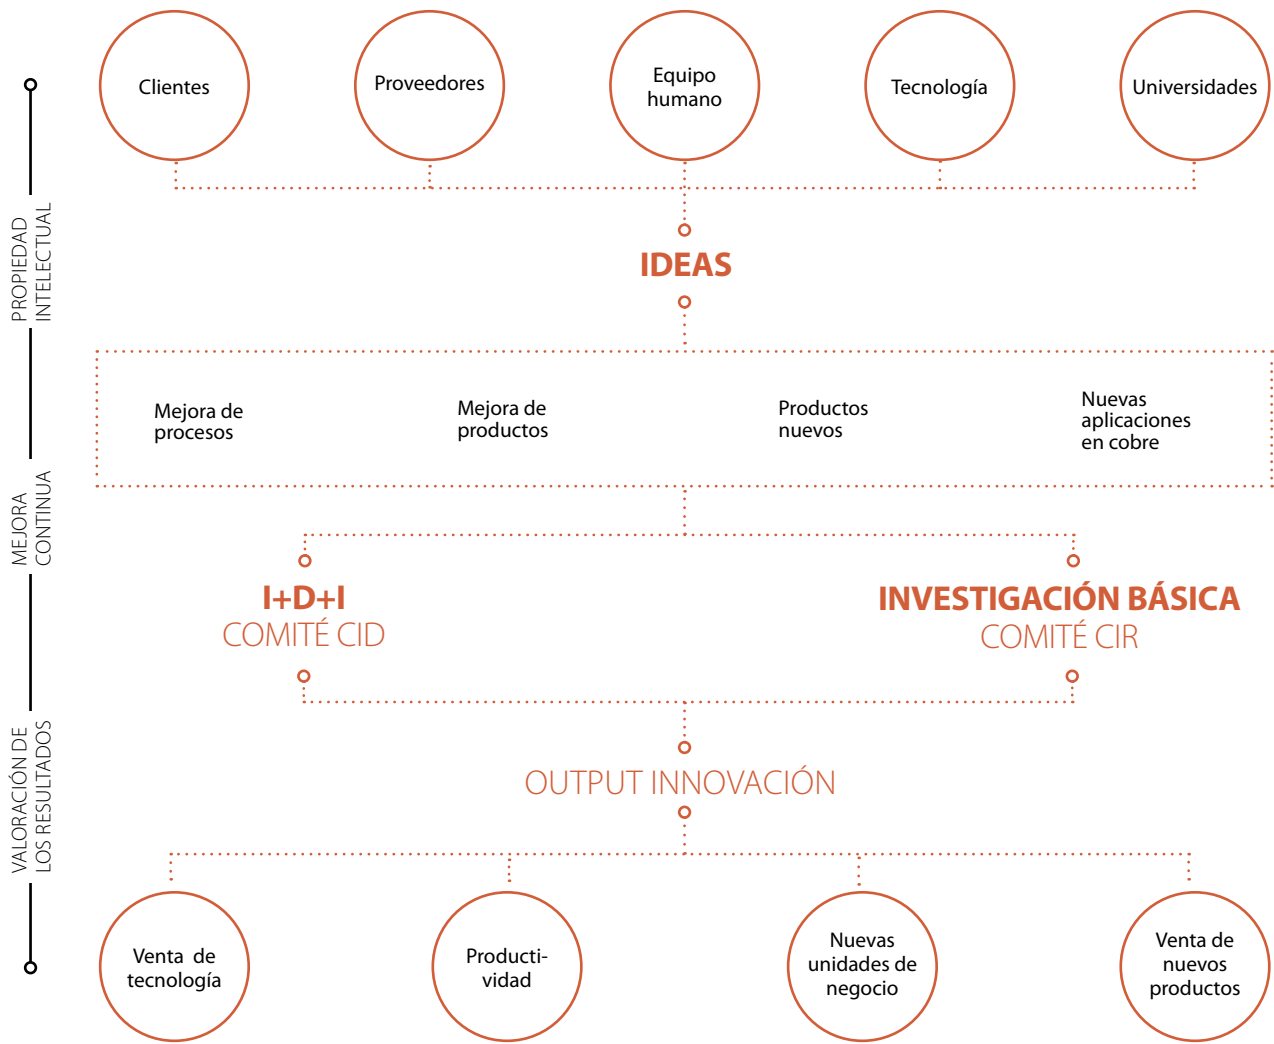 Clientes
Proveedores
Equipo
humano
Tecnología
Universidades
PROPIEDAD
INTELECTUAL
IDEAS
Mejora de
procesos
Mejora de
productos
Productos
nuevos
Nuevas
aplicaciones
en cobre
MEJORA
CONTINUA
I+D+I
COMITÉ CID
INVESTIGACIÓN BÁSICA
COMITÉ CIR
VALORACIÓN DE
LOS RESULTADOS
OUTPUT INNOVACIÓN
Venta de
tecnología
Producti-
vidad
Nuevas
unidades de
negocio
Venta de
nuevos
productos